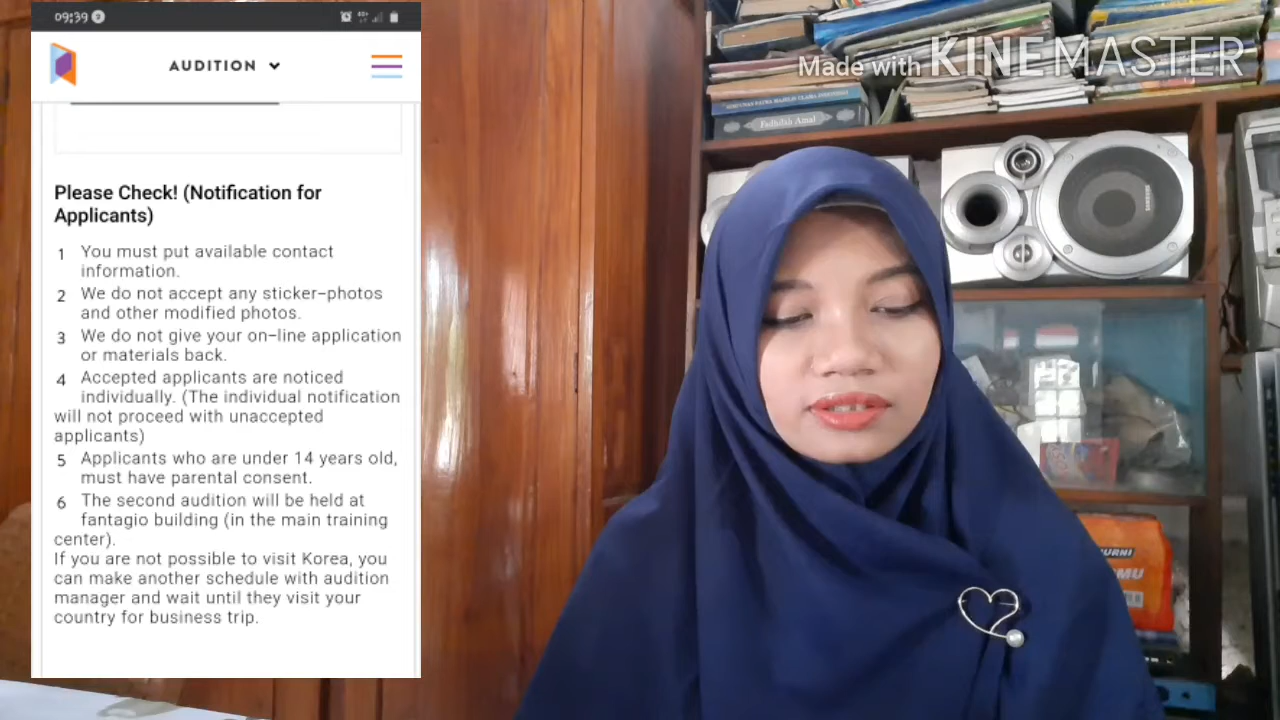 09:39
AUDITION
Please Check! (Notification for
Applicants)
1 You must put available contact
information.
2 We do not accept any sticker-photos
and other modified photos.
3 We do not give your on-line application
or materials back.
4 Accepted applicants are noticed
individually. (The individual notification
will not proceed with unaccepted
applicants)
5 Applicants who are under 14 years old,
must have parental consent.
6 The second audition will be held at
fantagio building (in the main training
center).
If you are not possible to visit Korea, you
can make another schedule with audition
manager and wait until they visit your
country for business trip.
Made with KINEMASTER
Fadhilah Amal